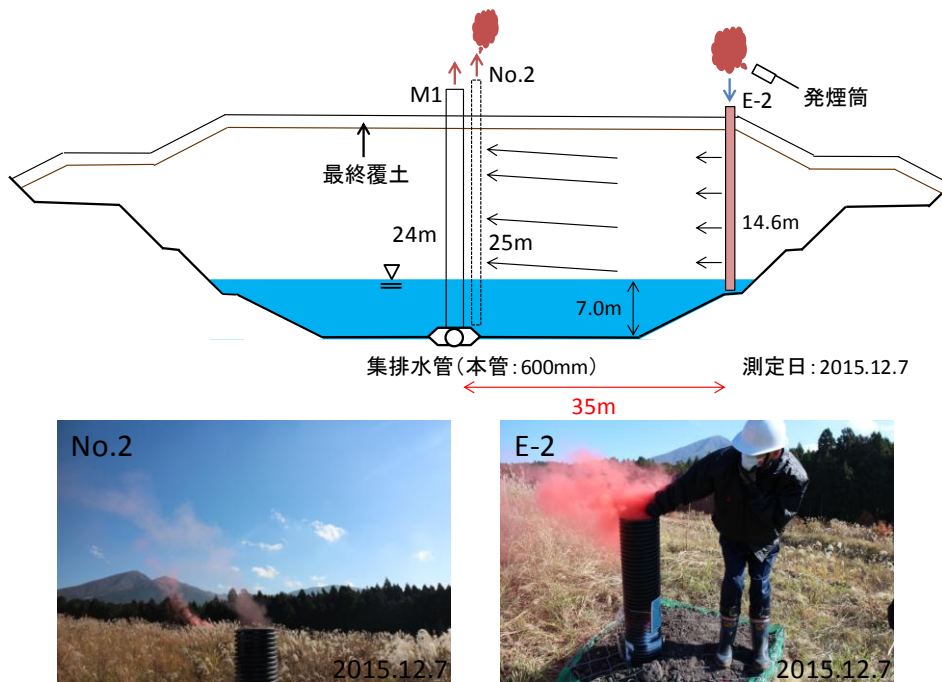 No.2
M1
E-2
発煙筒
最終覆土
24m
25m
14.6m
7.0m
集排水管（本管：600mm）
測定日：2015.12.7
35m
No.2
2015.12.7
E-2
2015.12.7